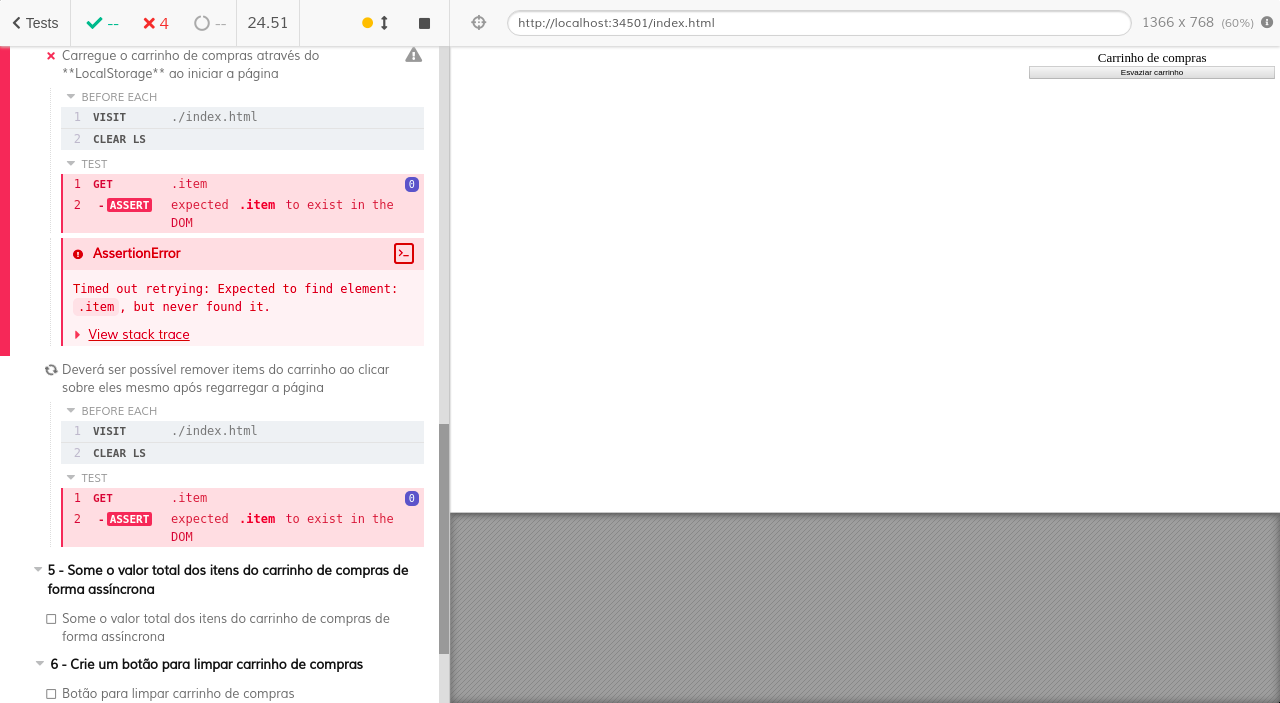 Tests
--
4
--
24.51
http://localhost:34501/index.html
1366 x 768 (60%)
Carregue o carrinho de compras através do
**LocalStorage** ao iniciar a página
BEFORE EACH
1 VISIT ./index.html
2 CLEAR LS
TEST
1 GET .item 0
2 -ASSERT expected .item to exist in the
DOM
AssertionError
Timed out retrying: Expected to find element:
.item, but never found it.
View stack trace
Deverá ser possível remover items do carrinho ao clicar
sobre eles mesmo após regarregar a página
BEFORE EACH
1 VISIT ./index.html
2 CLEAR LS
TEST
1 GET .item 0
2 -ASSERT expected .item to exist in the
DOM
5 - Some o valor total dos itens do carrinho de compras de
forma assíncrona
Some o valor total dos itens do carrinho de compras de
forma assíncrona
6 - Crie um botão para limpar carrinho de compras
Botão para limpar carrinho de compras
Carrinho de compras
Esvaziar carrinho